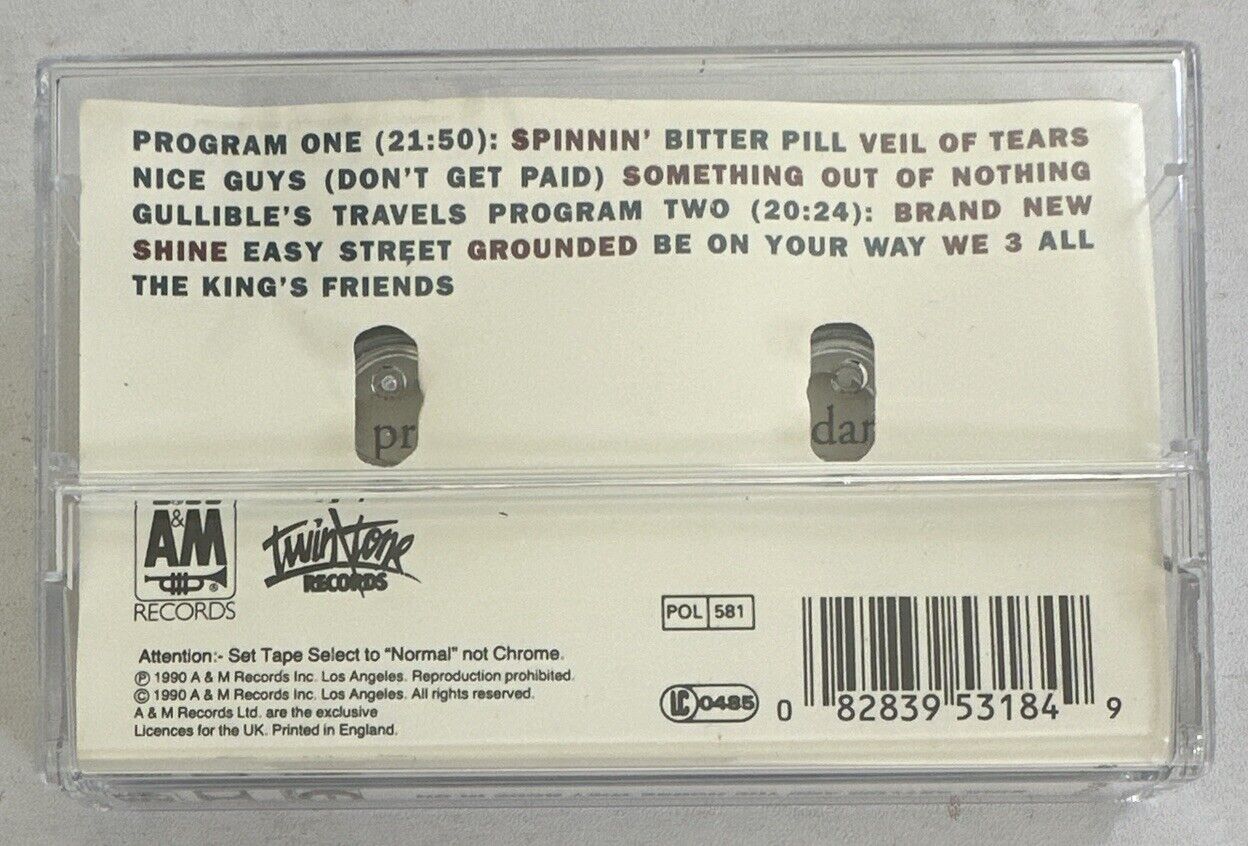 PROGRAM ONE (21:50): SPINNIN' BITTER PILL VEIL OF TEARS
NICE GUYS (DON'T GET PAID) SOMETHING OUT OF NOTHING
GULLIBLE'S TRAVELS PROGRAM TWO (20:24): BRAND NEW
SHINE EASY STREET GROUNDED BE ON YOUR WAY WE 3 ALL
THE KING'S FRIENDS
pr
dar
A&M
RECORDS
twin/tone
RECORDS
POL 581
Attention:- Set Tape Select to "Normal" not Chrome.
℗ 1990 A & M Records Inc. Los Angeles. Reproduction prohibited.
© 1990 A & M Records Inc. Los Angeles. All rights reserved.
A & M Records Ltd. are the exclusive
Licences for the UK. Printed in England.
LC 0485
0 82839 53184 9